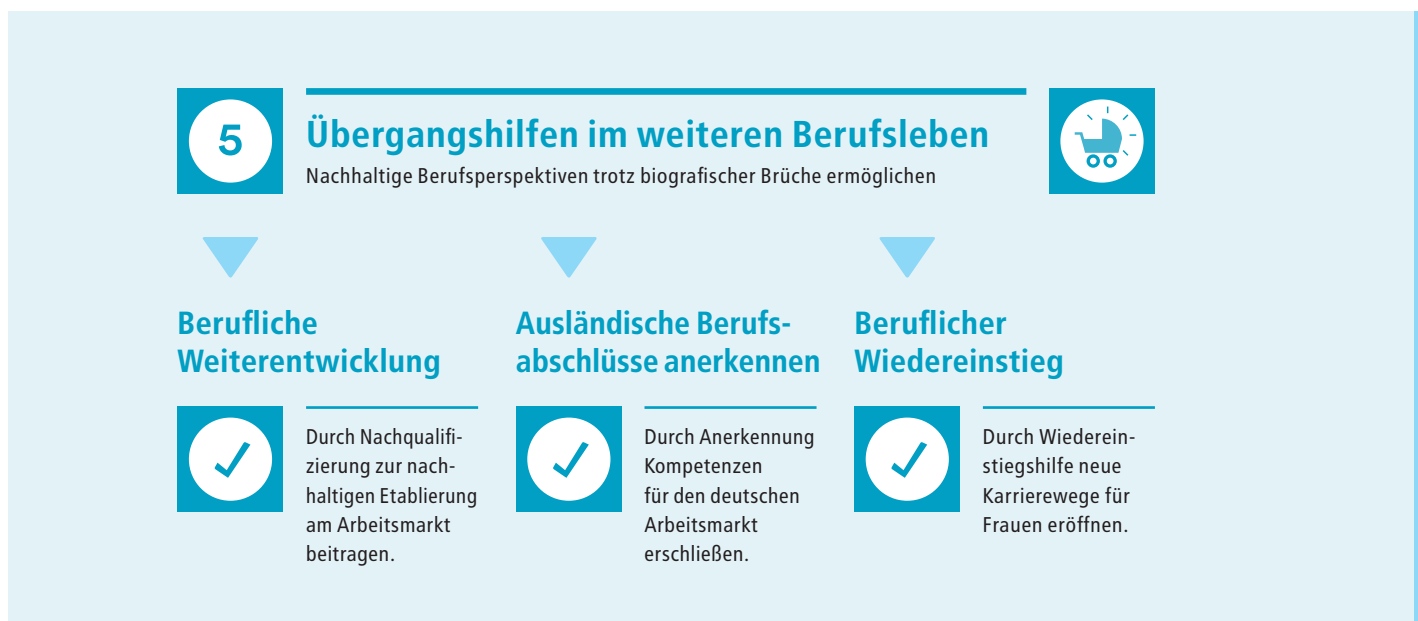 5
Übergangshilfen im weiteren Berufsleben
Nachhaltige Berufsperspektiven trotz biografischer Brüche ermöglichen
Berufliche
Weiterentwicklung
Durch Nachqualifi-
zierung zur nach-
haltigen Etablierung
am Arbeitsmarkt
beitragen.
Ausländische Berufs-
abschlüsse anerkennen
Durch Anerkennung
Kompetenzen
für den deutschen
Arbeitsmarkt
erschließen.
Beruflicher
Wiedereinstieg
Durch Wiederein-
stiegshilfe neue
Karrierewege für
Frauen eröffnen.